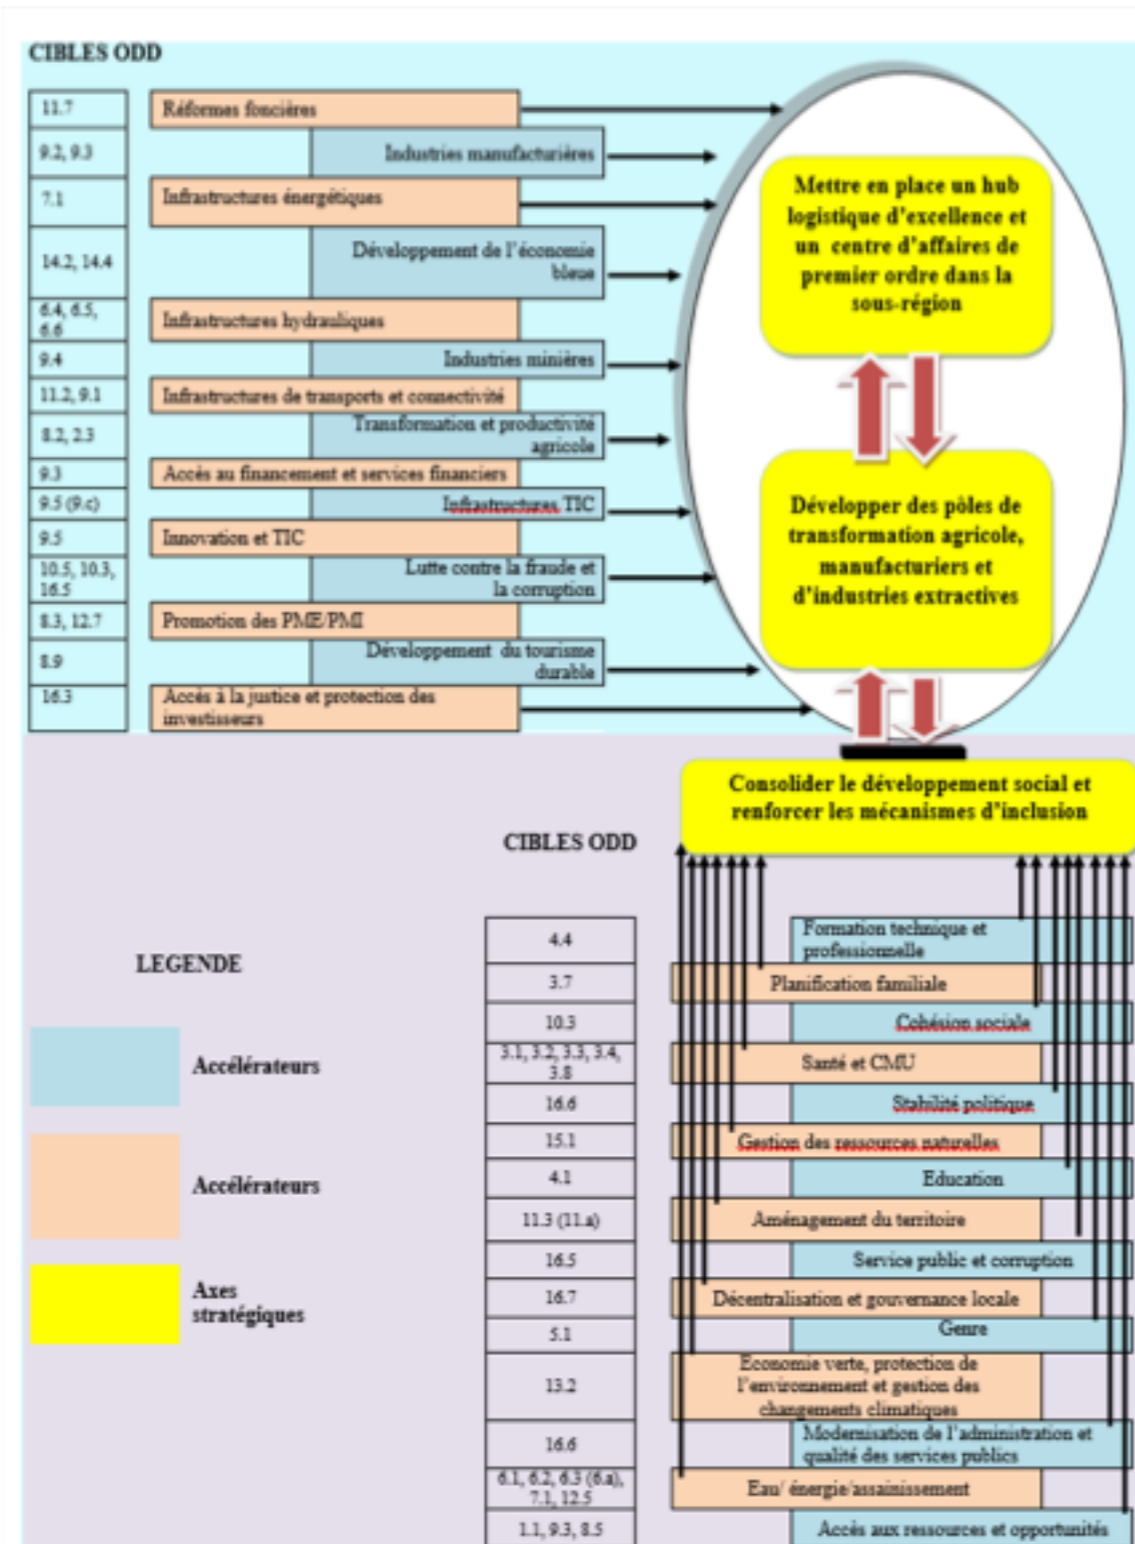 CIBLES ODD
11.7
Réformes foncières
9.2, 9.3
Industries manufacturières
7.1
Infrastructures énergétiques
14.2, 14.4
Développement de l'économie
bleue
6.4, 6.5,
6.6
Infrastructures hydrauliques
9.4
Industries minières
11.2, 9.1
Infrastructures de transports et connectivité
8.2, 2.3
Transformation et productivité
agricole
9.3
Accès au financement et services financiers
9.5 (9.c)
Infrastructures TIC
9.5
Innovation et TIC
10.5, 10.3,
16.5
Lutte contre la fraude et
la corruption
8.3, 12.7
Promotion des PME/PMI
8.9
Développement du tourisme
durable
16.3
Accès à la justice et protection des
investisseurs
Mettre en place un hub
logistique d'excellence et
un centre d'affaires de
premier ordre dans la
sous-région
Développer des pôles de
transformation agricole,
manufacturiers et
d'industries extractives
Consolider le développement social et
renforcer les mécanismes d'inclusion
CIBLES ODD
4.4
Formation technique et
professionnelle
3.7
Planification familiale
10.3
Cohésion sociale
3.1, 3.2, 3.3, 3.4,
3.8
Santé et CMU
16.6
Stabilité politique
15.1
Gestion des ressources naturelles
4.1
Education
11.3 (11.a)
Aménagement du territoire
16.5
Service public et corruption
16.7
Décentralisation et gouvernance locale
5.1
Genre
13.2
Economie verte, protection de
l'environnement et gestion des
changements climatiques
16.6
Modernisation de l'administration et
qualité des services publics
6.1, 6.2, 6.3 (6.a),
7.1, 12.5
Eau/ énergie/assainissement
1.1, 9.3, 8.5
Accès aux ressources et opportunités
LEGENDE
Accélérateurs
Accélérateurs
Axes
stratégiques